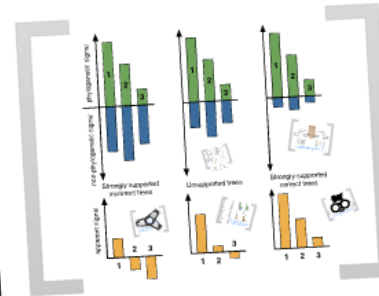 phylogenetic signal
non-phylogenetic signal
1
2
3
1
2
3
1
2
3
Strongly supported
incorrect trees
Unsupported trees
Strongly supported
correct trees
apparent signal
1 2 3
1 2 3
1 2 3